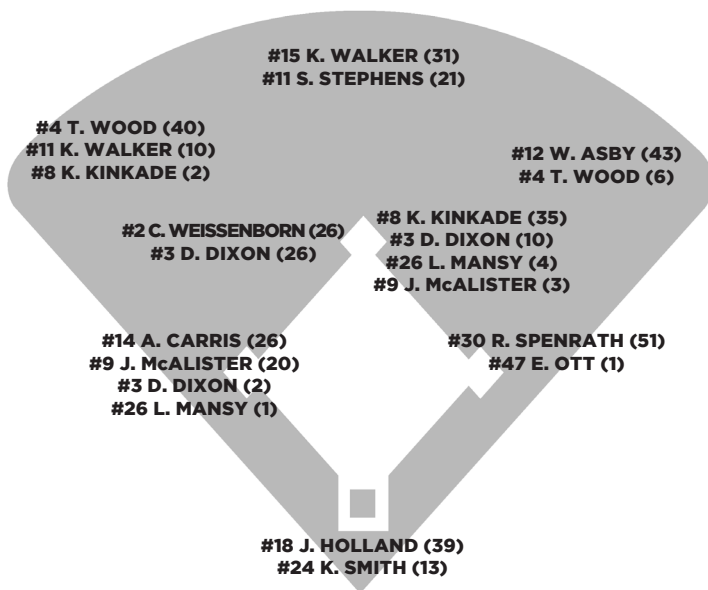 #15 K. WALKER (31)
#11 S. STEPHENS (21)
#4 T. WOOD (40)
#11 K. WALKER (10)
#8 K. KINKADE (2)
#12 W. ASBY (43)
#4 T. WOOD (6)
#2 C. WEISSENBORN (26)
#3 D. DIXON (26)
#8 K. KINKADE (35)
#3 D. DIXON (10)
#26 L. MANSY (4)
#9 J. McALISTER (3)
#14 A. CARRIS (26)
#9 J. McALISTER (20)
#3 D. DIXON (2)
#26 L. MANSY (1)
#30 R. SPENRATH (51)
#47 E. OTT (1)
#18 J. HOLLAND (39)
#24 K. SMITH (13)